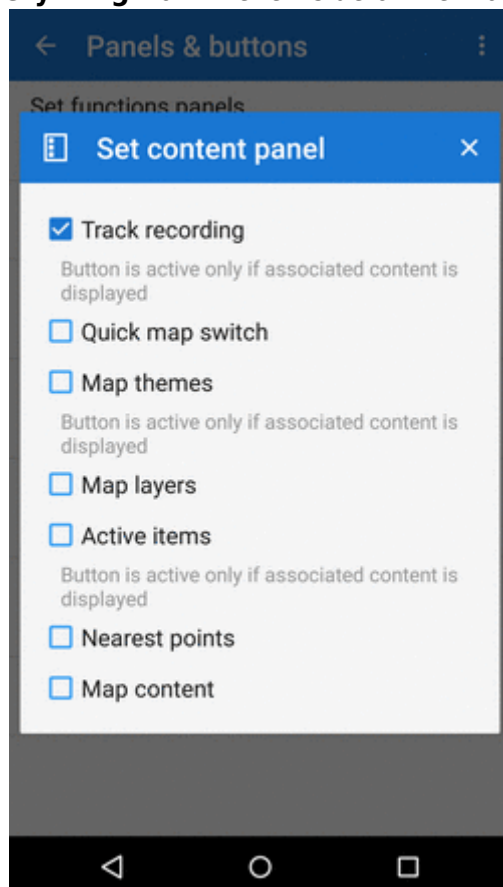 Panels & buttons
Set functions panels
Set content panel
Track recording
Button is active only if associated content is
displayed
Quick map switch
Map themes
Button is active only if associated content is
displayed
Map layers
Active items
Button is active only if associated content is
displayed
Nearest points
Map content